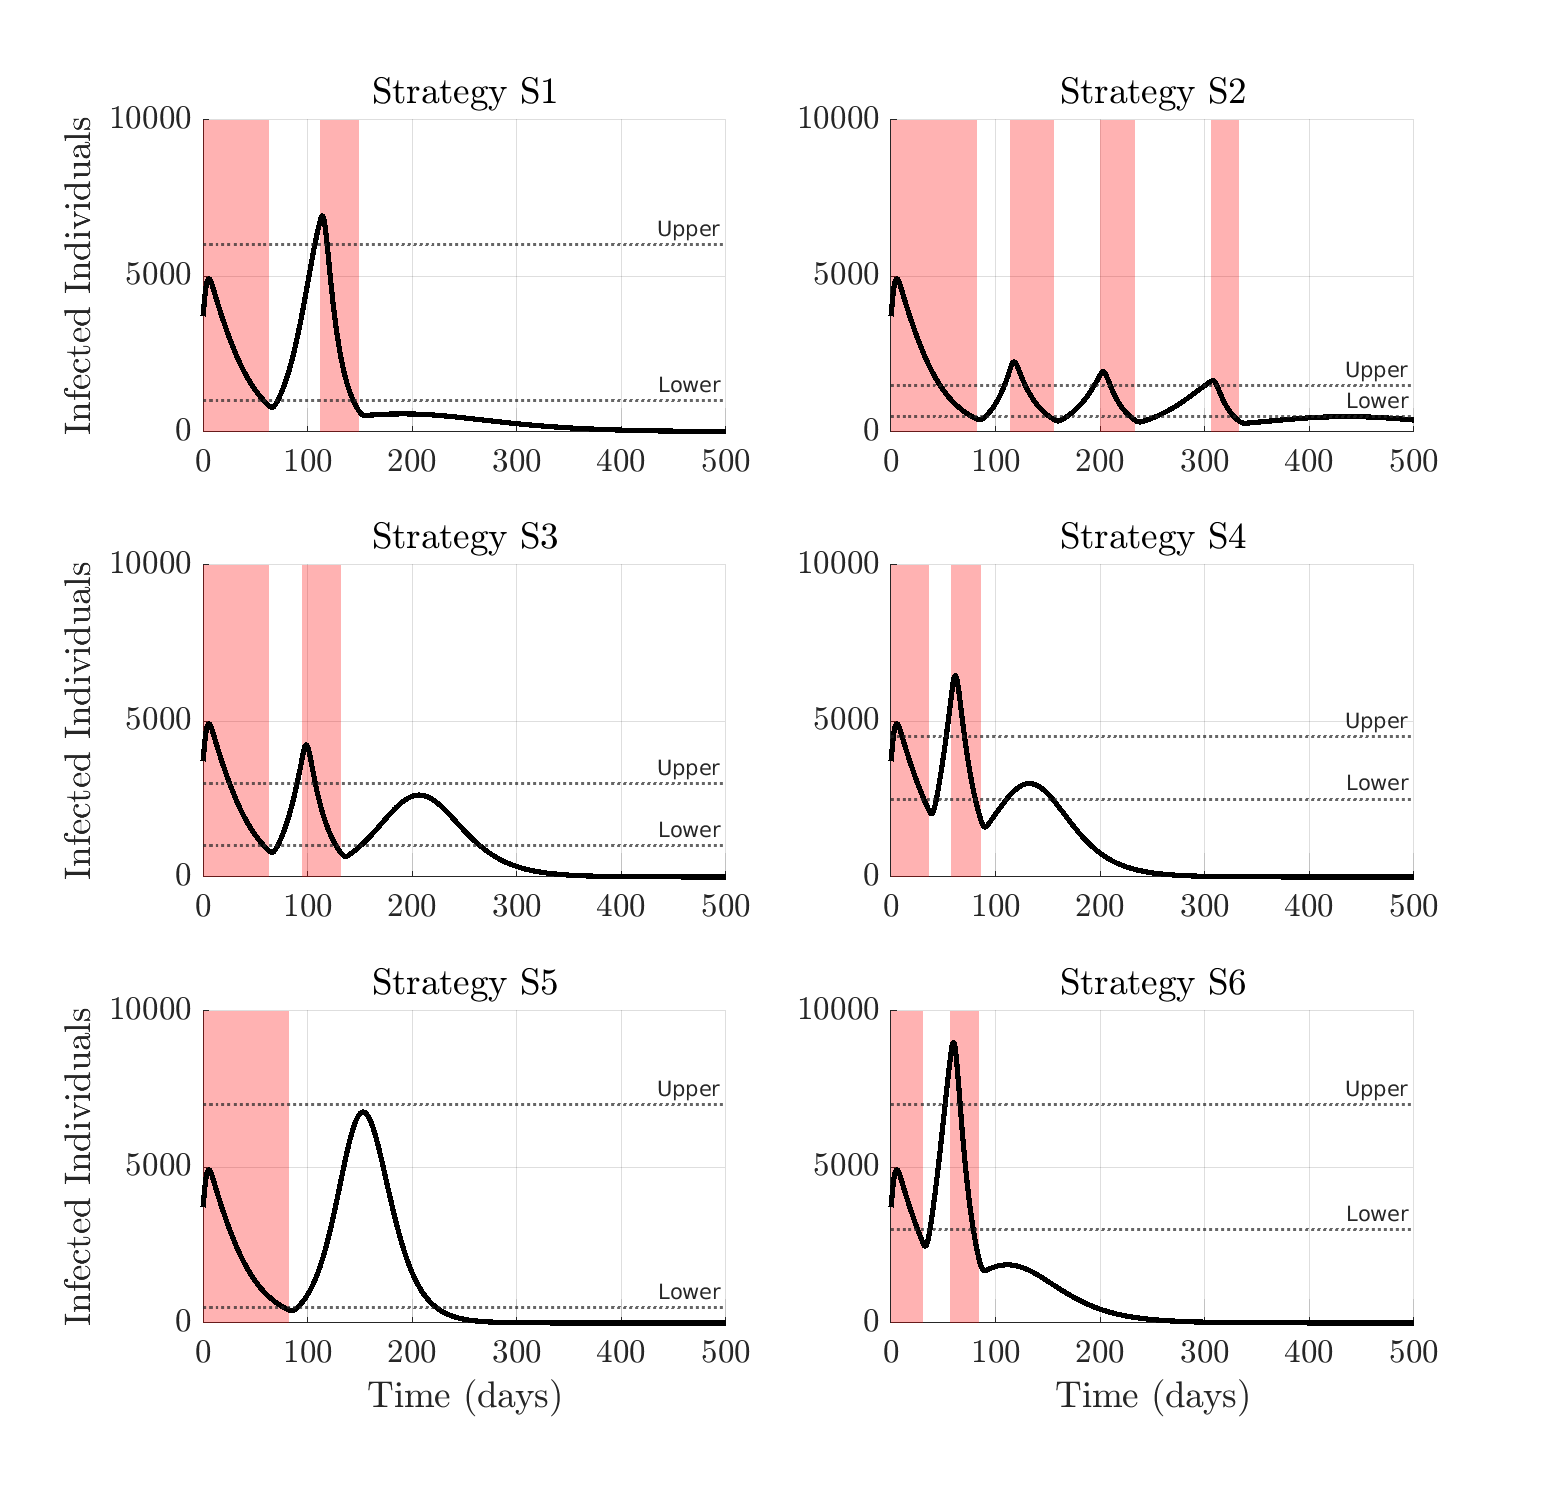 Strategy S1
Infected Individuals
10000
5000
0
Upper
Lower
0 100 200 300 400 500
Strategy S2
10000
5000
0
Upper
Lower
0 100 200 300 400 500
Strategy S3
Infected Individuals
10000
5000
0
Upper
Lower
0 100 200 300 400 500
Strategy S4
10000
5000
0
Upper
Lower
0 100 200 300 400 500
Strategy S5
Infected Individuals
10000
5000
0
Upper
Lower
0 100 200 300 400 500
Time (days)
Strategy S6
10000
5000
0
Upper
Lower
0 100 200 300 400 500
Time (days)